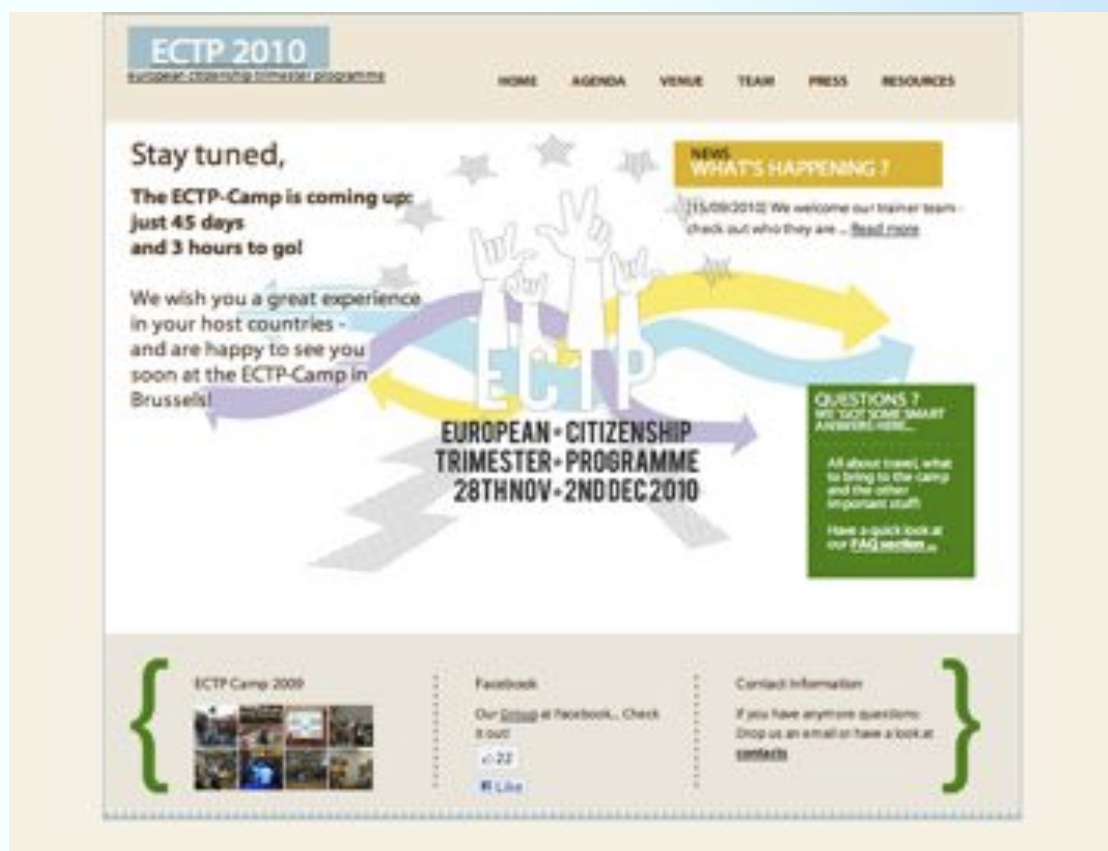 ECTP 2010
european citizenship trimester programme
HOME AGENDA VENUE TEAM PRESS RESOURCES
Stay tuned,
The ECTP-Camp is coming up:
just 45 days
and 3 hours to go!
We wish you a great experience
in your host countries -
and are happy to see you
soon at the ECTP-Camp in
Brussels!
ECTP
EUROPEAN • CITIZENSHIP
TRIMESTER • PROGRAMME
28TH NOV • 2ND DEC 2010
NEWS
WHAT'S HAPPENING ?
[15/09/2010] We welcome our trainer team -
check out who they are ... Read more
QUESTIONS ?
WE'GOT SOME SMART
ANSWERS HERE...
All about travel, what
to bring to the camp
and the other
important stuff!
Have a quick look at
our FAQ section ...
ECTP Camp 2009
Facebook
Our Group at Facebook... Check
it out!
22
Like
Contact Information
If you have anymore questions:
Drop us an email or have a look at
contacts